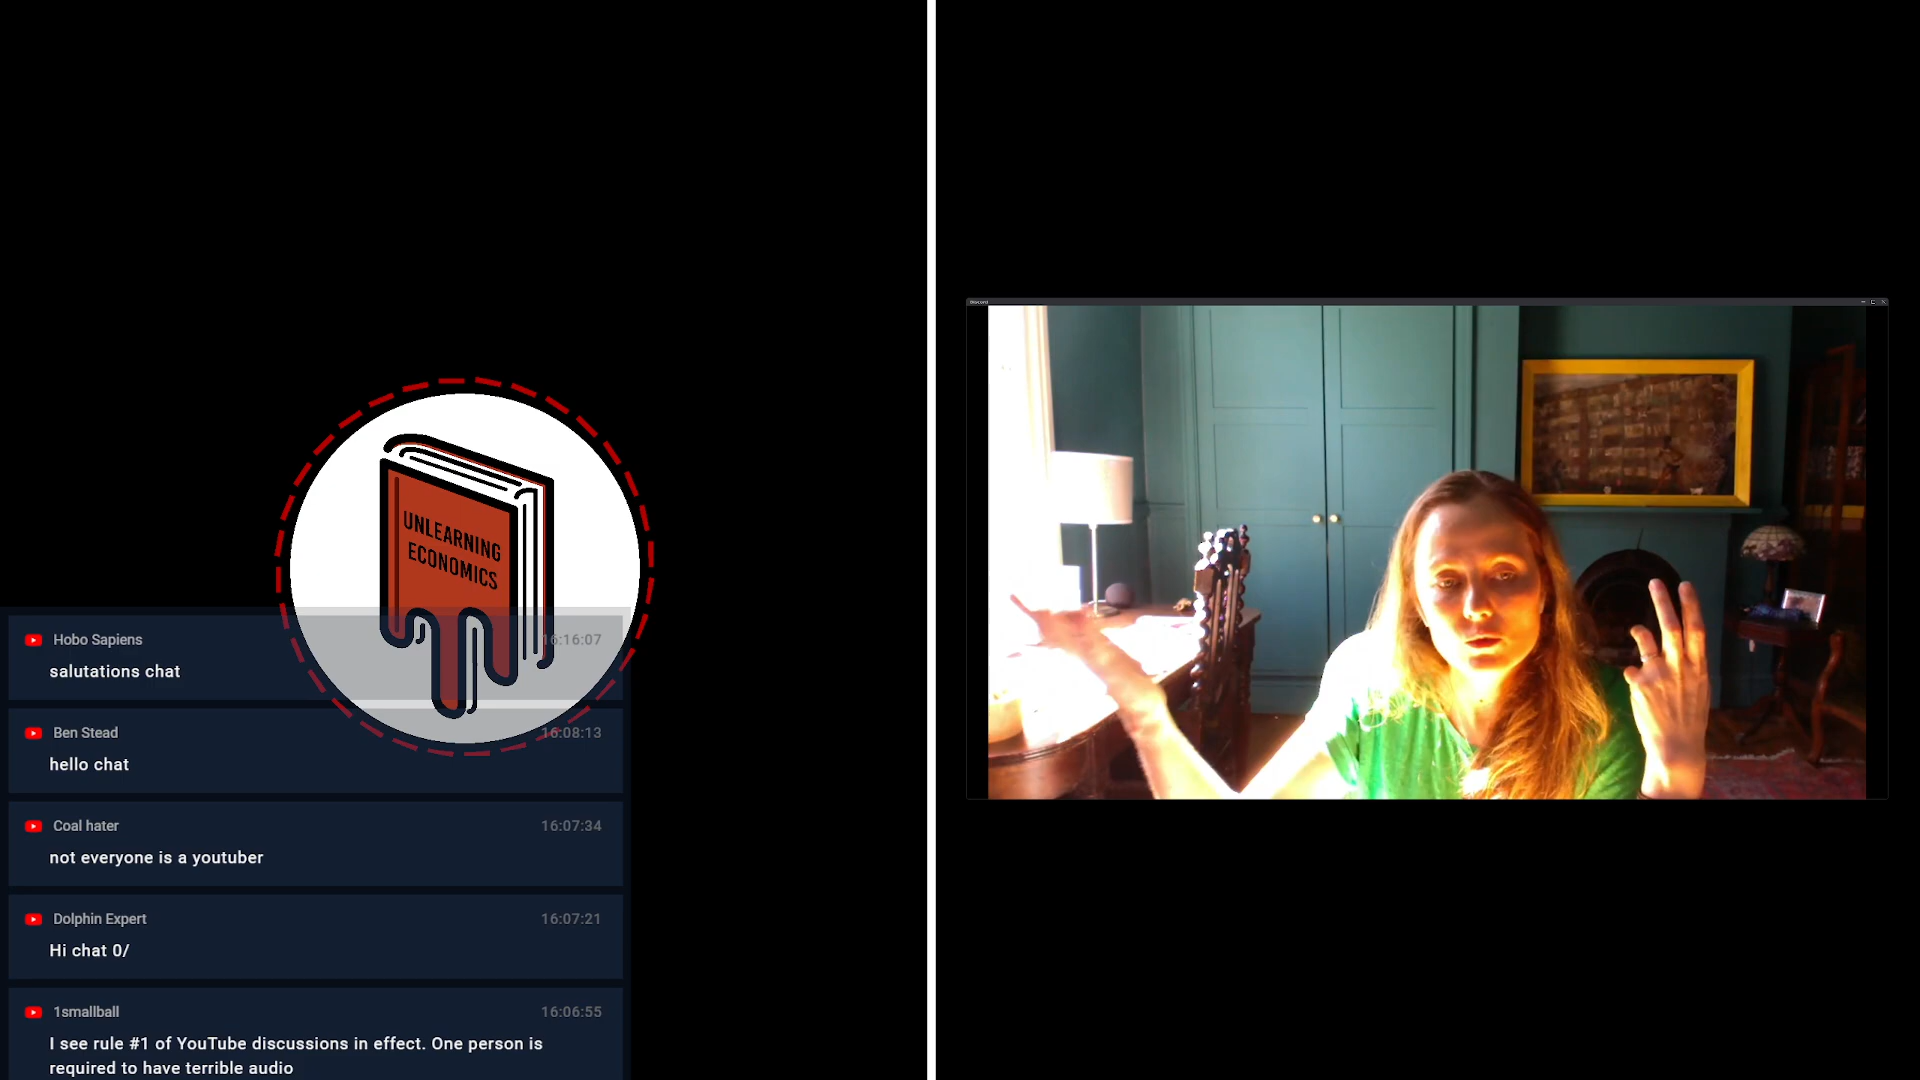 UNLEARNING
ECONOMICS
Hobo Sapiens 16:16:07
salutations chat
Ben Stead 16:08:13
hello chat
Coal hater 16:07:34
not everyone is a youtuber
Dolphin Expert 16:07:21
Hi chat 0/
1smallball 16:06:55
I see rule #1 of YouTube discussions in effect. One person is
required to have terrible audio
Discord